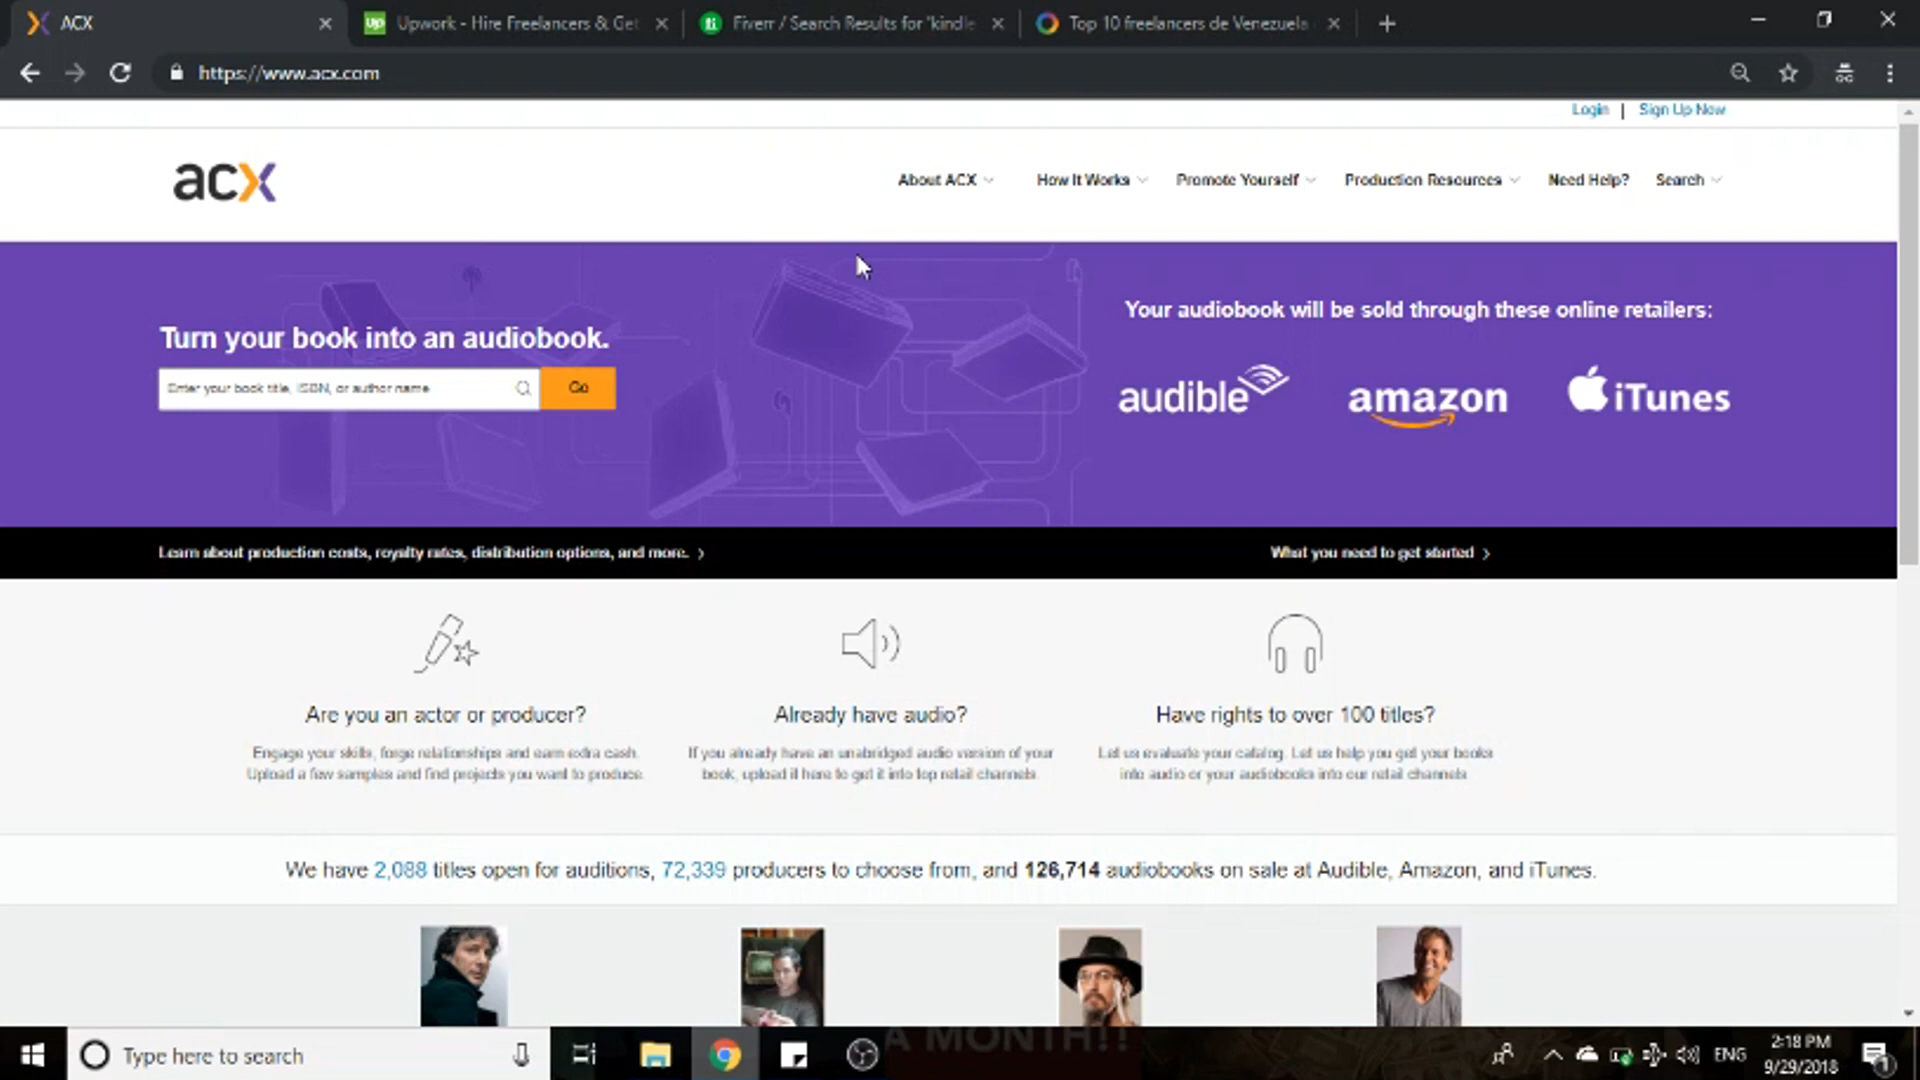 ACX
Upwork - Hire Freelancers & Get
Fiverr / Search Results for 'kindle
Top 10 freelancers de Venezuela
https://www.acx.com
Login | Sign Up Now
acx
About ACX
How It Works
Promote Yourself
Production Resources
Need Help?
Search
Turn your book into an audiobook.
Enter your book title, ISBN, or author name
Go
Your audiobook will be sold through these online retailers:
audible
amazon
iTunes
Learn about production costs, royalty rates, distribution options, and more. >
What you need to get started >
Are you an actor or producer?
Engage your skills, forge relationships and earn extra cash.
Upload a few samples and find projects you want to produce.
Already have audio?
If you already have an unabridged audio version of your
book, upload it here to get it into top retail channels.
Have rights to over 100 titles?
Let us evaluate your catalog. Let us help you get your books
into audio or your audiobooks into our retail channels
We have 2,088 titles open for auditions, 72,339 producers to choose from, and 126,714 audiobooks on sale at Audible, Amazon, and iTunes.
Type here to search
A MONTH!!
ENG
2:18 PM
9/29/2018
1